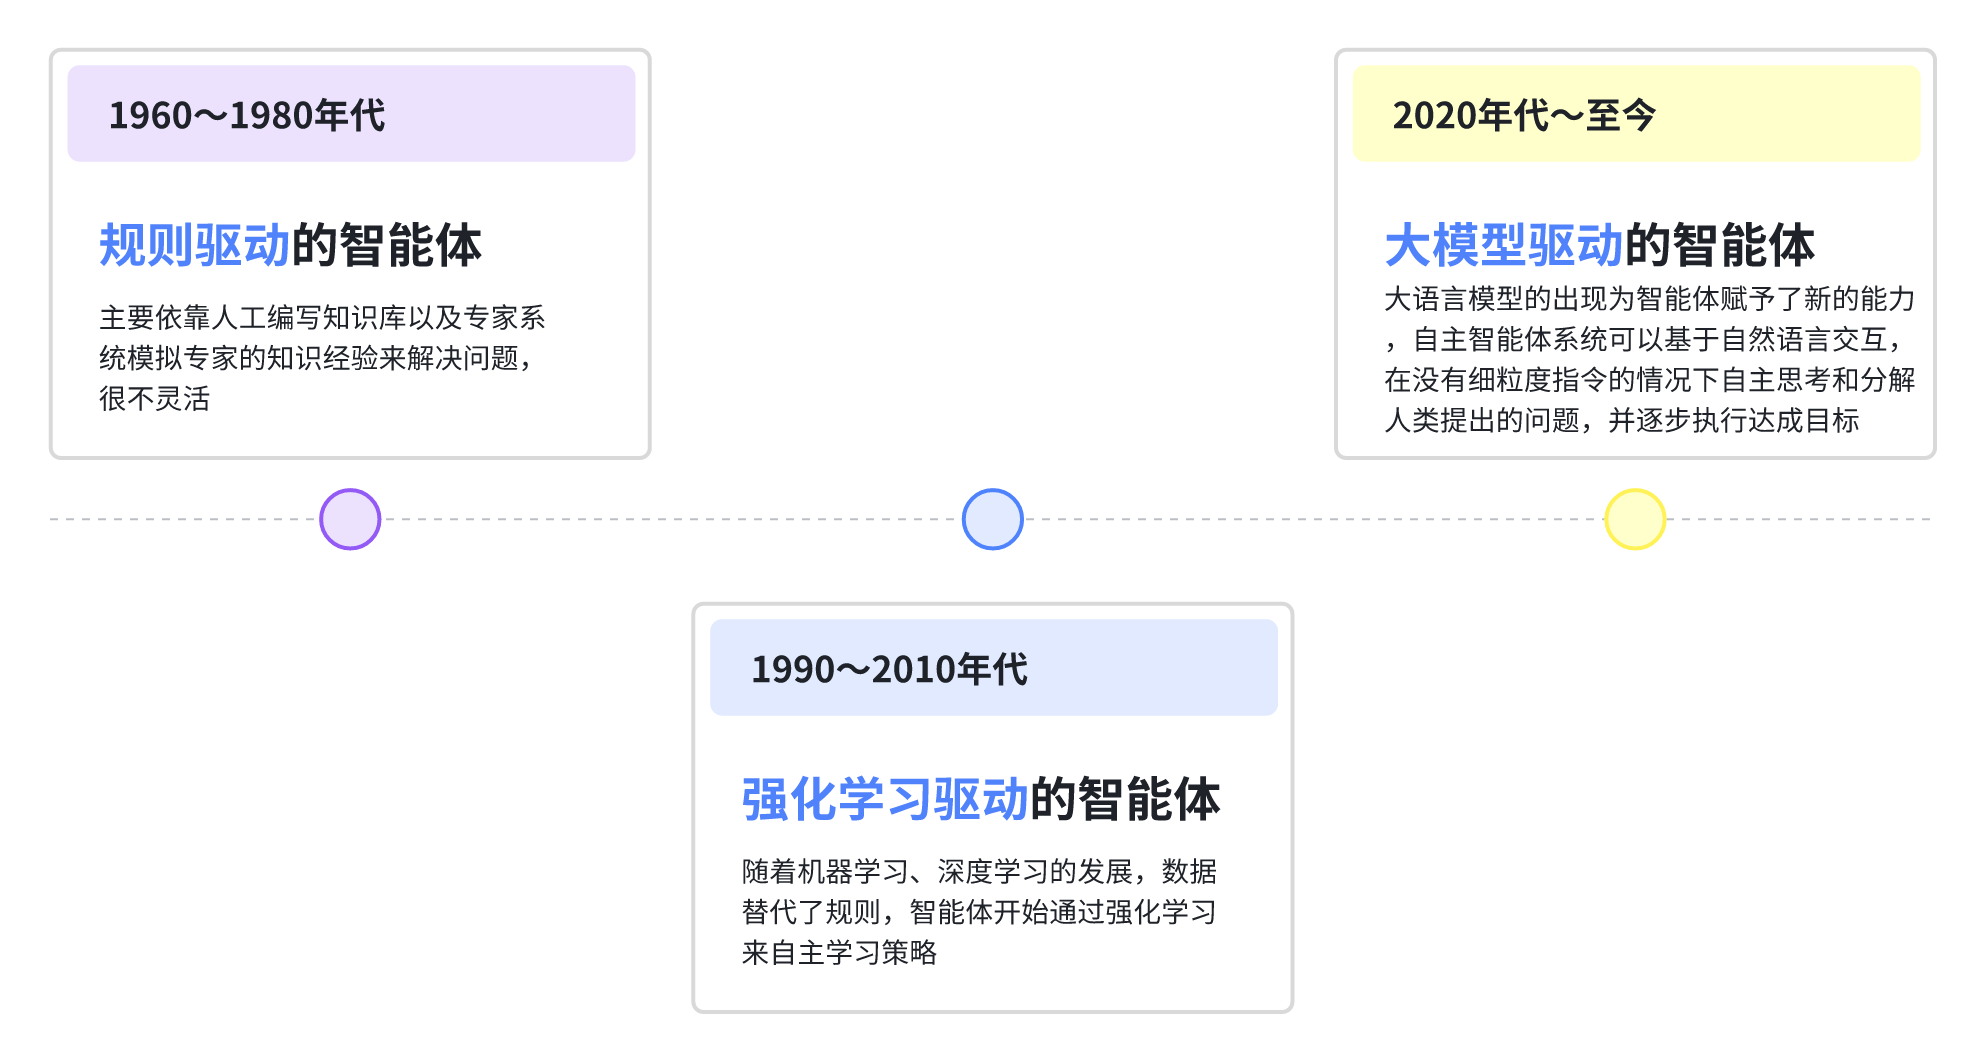 1960～1980年代
规则驱动的智能体
主要依靠人工编写知识库以及专家系
统模拟专家的知识经验来解决问题，
很不灵活
1990～2010年代
强化学习驱动的智能体
随着机器学习、深度学习的发展，数据
替代了规则，智能体开始通过强化学习
来自主学习策略
2020年代～至今
大模型驱动的智能体
大语言模型的出现为智能体赋予了新的能力
，自主智能体系统可以基于自然语言交互，
在没有细粒度指令的情况下自主思考和分解
人类提出的问题，并逐步执行达成目标